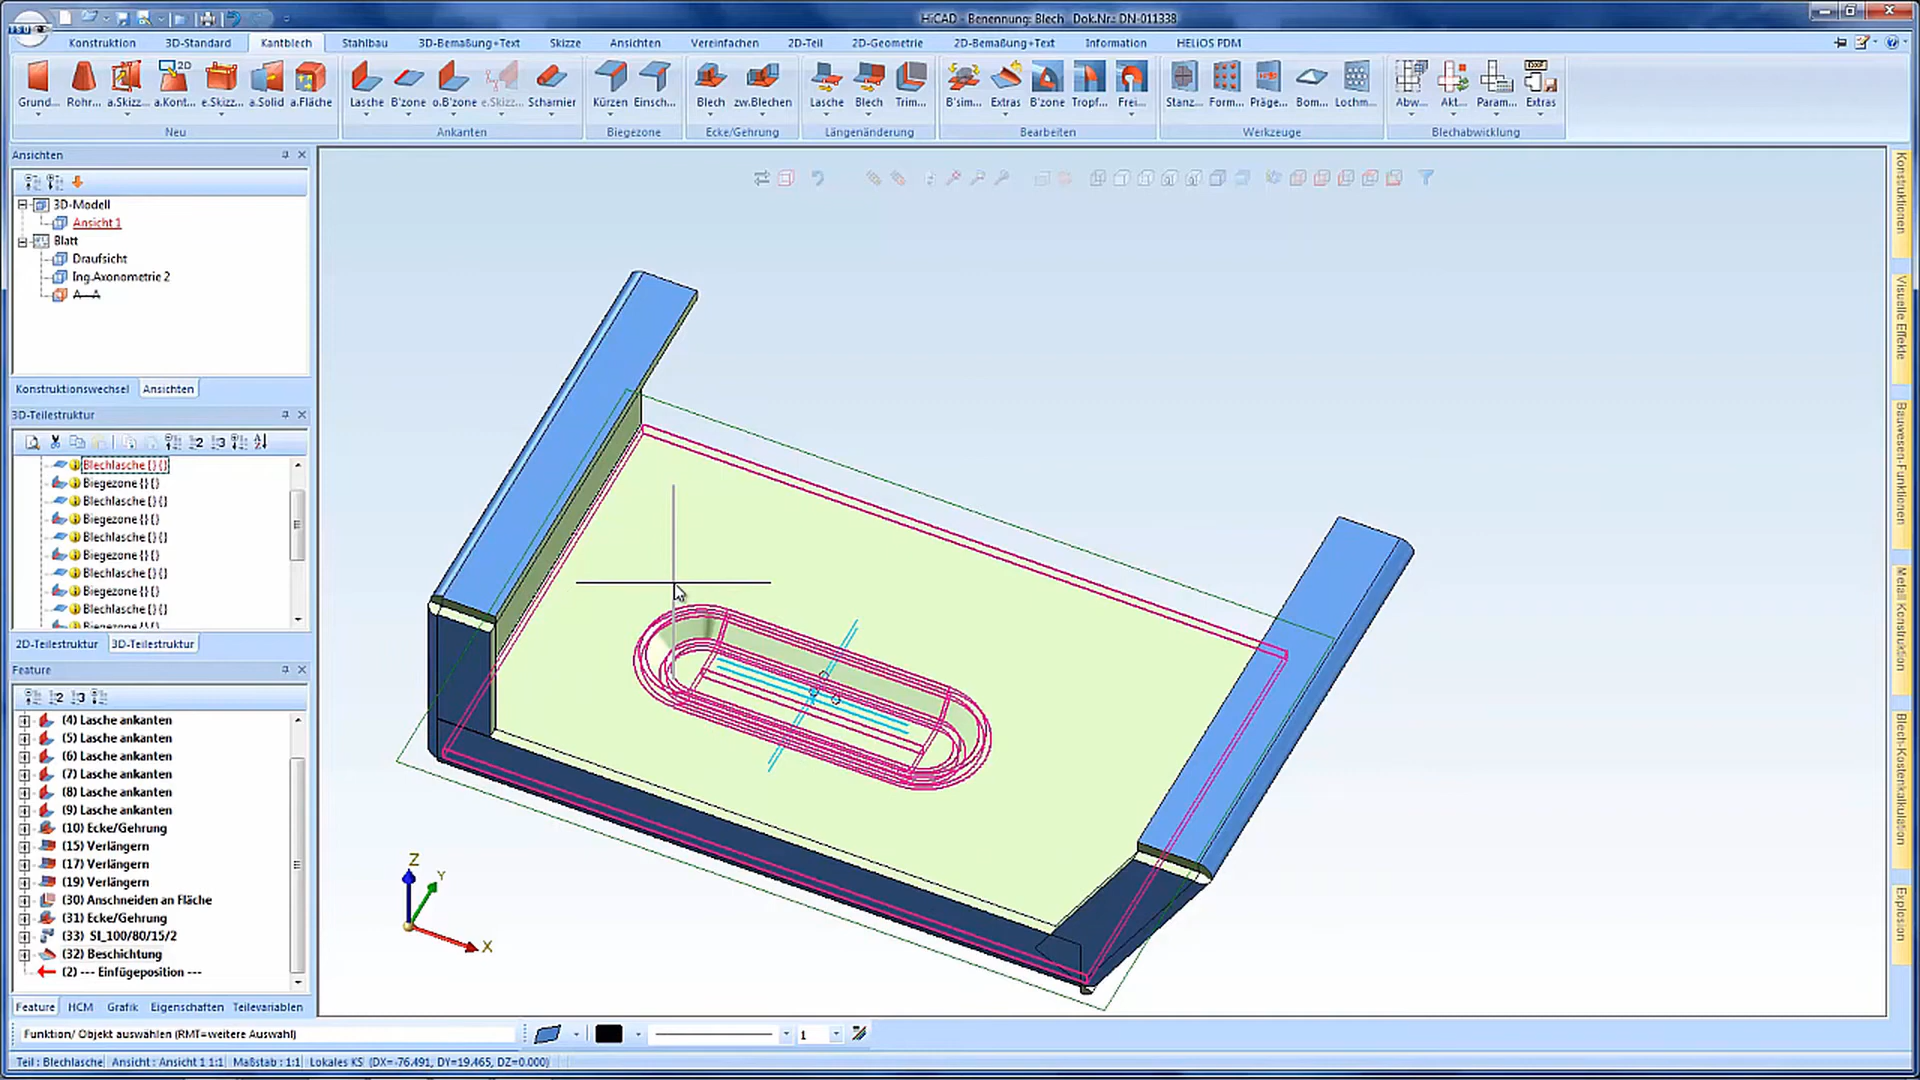 HiCAD - Benennung: Blech Dok.Nr.: DN-011338
Konstruktion 3D-Standard Kantblech Stahlbau 3D-Bemaßung+Text Skizze Ansichten Vereinfachen 2D-Teil 2D-Geometrie 2D-Bemaßung+Text Information HELiOS PDM
Grund... Rohr... a.Skizz... a.Kont... e.Skizz... a.Solid a.Fläche Lasche B'zone o.B'zone e.Skizz... Scharnier Kürzen Einsch... Blech zw.Blechen Lasche Blech Trim... B'sim... Extras B'zone Tropf... Frei... Stanz... Form... Präge... Bom... Lochm... Abw... Akt... Param... Extras
Neu Ankanten Biegezone Ecke/Gehrung Längenänderung Bearbeiten Werkzeuge Blechabwicklung
Ansichten
3D-Modell
Ansicht 1
Blatt
Draufsicht
Ing.Axonometrie 2
A—A
Konstruktionswechsel Ansichten
3D-Teilestruktur
Blechlasche {} {}
Biegezone {} {}
Blechlasche {} {}
Biegezone {} {}
Blechlasche {} {}
Biegezone {} {}
Blechlasche {} {}
Biegezone {} {}
Blechlasche {} {}
Biegezone {} {}
2D-Teilestruktur 3D-Teilestruktur
Feature
(4) Lasche ankanten
(5) Lasche ankanten
(6) Lasche ankanten
(7) Lasche ankanten
(8) Lasche ankanten
(9) Lasche ankanten
(10) Ecke/Gehrung
(15) Verlängern
(17) Verlängern
(19) Verlängern
(30) Anschneiden an Fläche
(31) Ecke/Gehrung
(33) SI_100/80/15/2
(32) Beschichtung
(2) --- Einfügeposition ---
Feature HCM Grafik Eigenschaften Teilevariablen
Z
Y
X
Konstruktionen
Visuelle Effekte
Bauwesen-Funktionen
Metall Konstruktion
Blech-Kostenkalkulation
Explosion
Funktion/ Objekt auswählen (RMT=weitere Auswahl)
1
Teil : Blechlasche Ansicht : Ansicht 1 1:1 Maßstab : 1:1 Lokales KS (DX=-76.491, DY=19.465, DZ=0.000)